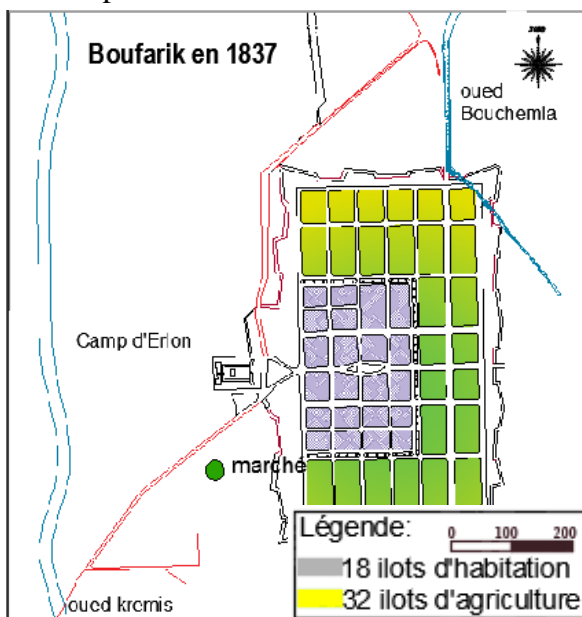 Boufarik en 1837
oued
Bouchemla
Camp d'Erlon
marché
Légende:
0 100 200
18 ilots d'habitation
32 ilots d'agriculture
oued kremis